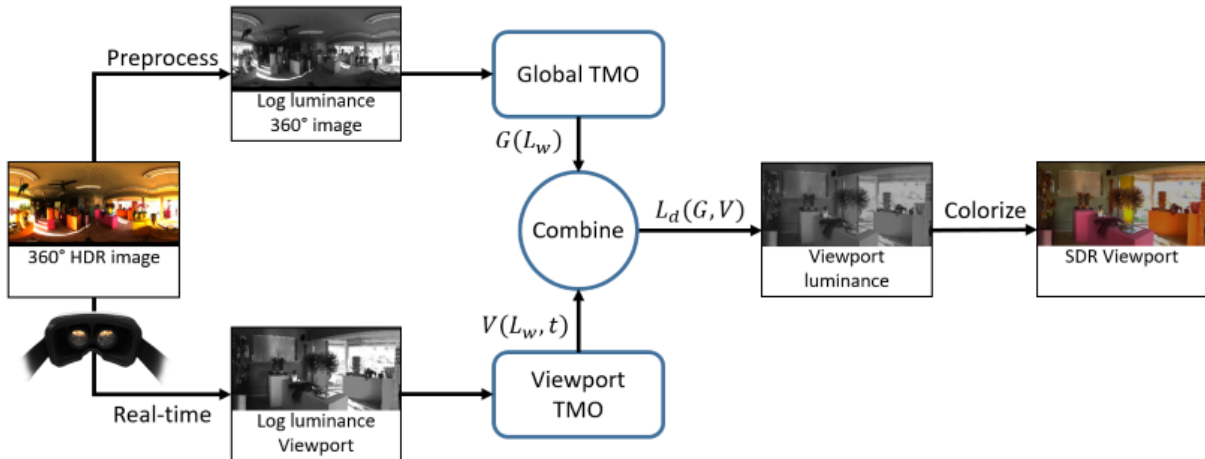 Preprocess
Log luminance
360° image
Global TMO
G(L_w)
360° HDR image
Combine
L_d(G, V)
Viewport
luminance
Colorize
SDR Viewport
V(L_w, t)
Real-time
Log luminance
Viewport
Viewport
TMO